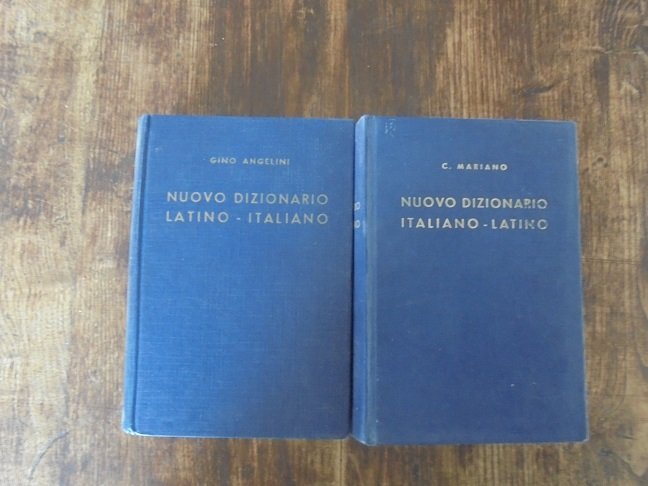 GINO ANGELINI
NUOVO DIZIONARIO
LATINO - ITALIANO
C. MARIANO
NUOVO DIZIONARIO
ITALIANO - LATINO